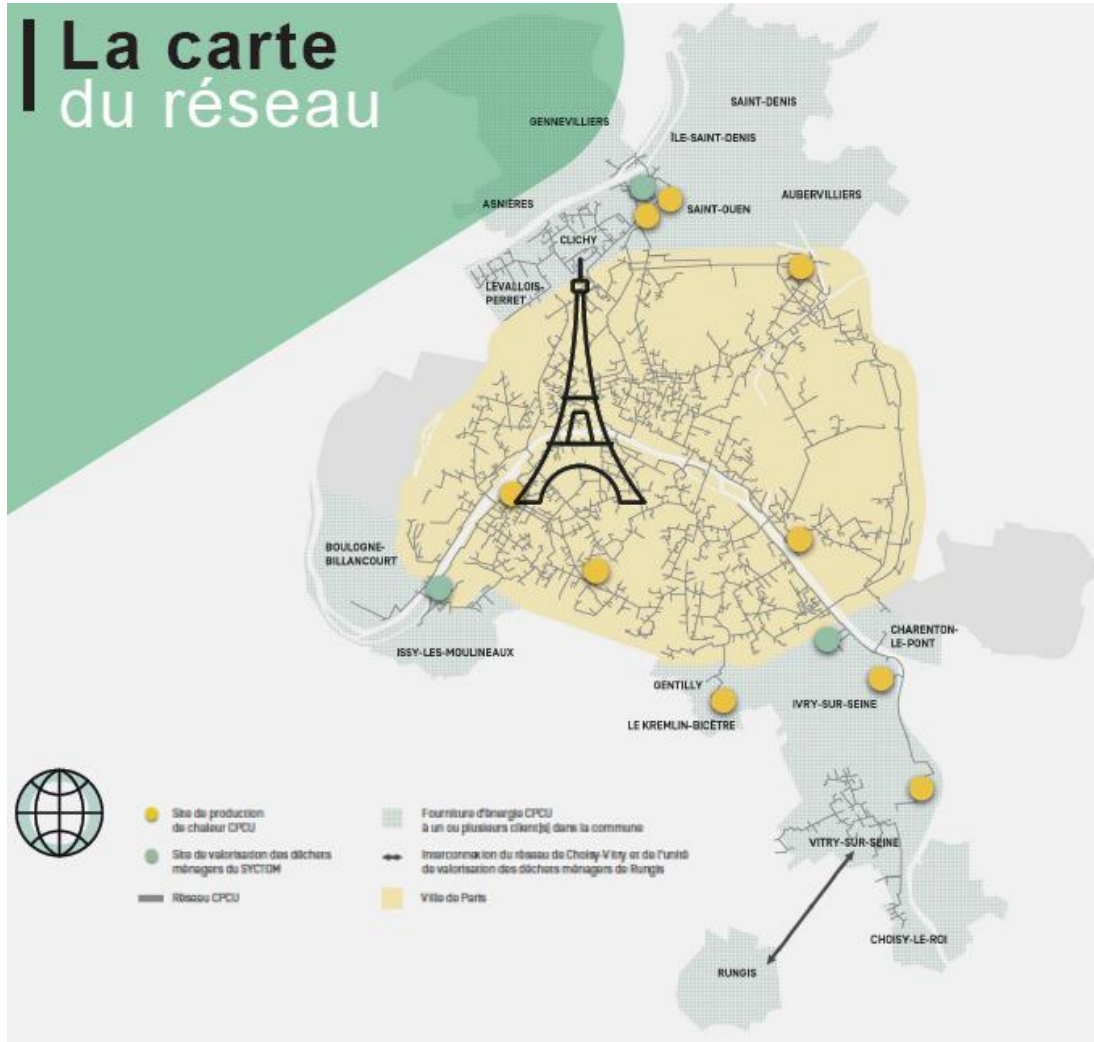 La carte
du réseau
SAINT-DENIS
GENNEVILLIERS
ÎLE-SAINT-DENIS
AUBERVILLIERS
ASNIÈRES
SAINT-OUEN
CLICHY
LEVALLOIS-
PERRET
BOULOGNE-
BILLANCOURT
CHARENTON-
LE-PONT
ISSY-LES-MOULINEAUX
GENTILLY
IVRY-SUR-SEINE
LE KREMLIN-BICÊTRE
VITRY-SUR-SEINE
CHOISY-LE-ROI
RUNGIS
Site de production
de chaleur CPCU
Site de valorisation des déchets
ménagers du SYCTOM
Réseau CPCU
Fourniture d'énergie CPCU
à un ou plusieurs client(s) dans la commune
Interconnexion du réseau de Choisy-Vitry et de l'unité
de valorisation des déchets ménagers de Rungis
Ville de Paris